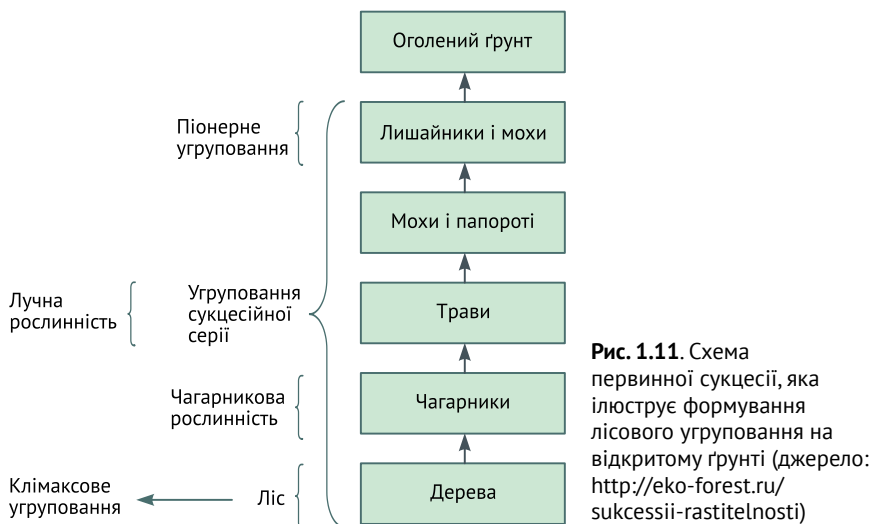 Оголений ґрунт
Піонерне
угруповання
Лишайники і мохи
Мохи і папороті
Лучна
рослинність
Угруповання
сукцесійної
серії
Трави
Чагарникова
рослинність
Чагарники
Клімаксове
угруповання
Ліс
Дерева
Рис. 1.11. Схема
первинної сукцесії, яка
ілюструє формування
лісового угруповання на
відкритому ґрунті (джерело:
http://eko-forest.ru/
sukcessii-rastitelnosti)